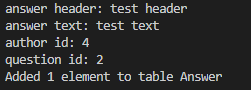 answer header: test header
answer text: test text
author id: 4
question id: 2
Added 1 element to table Answer